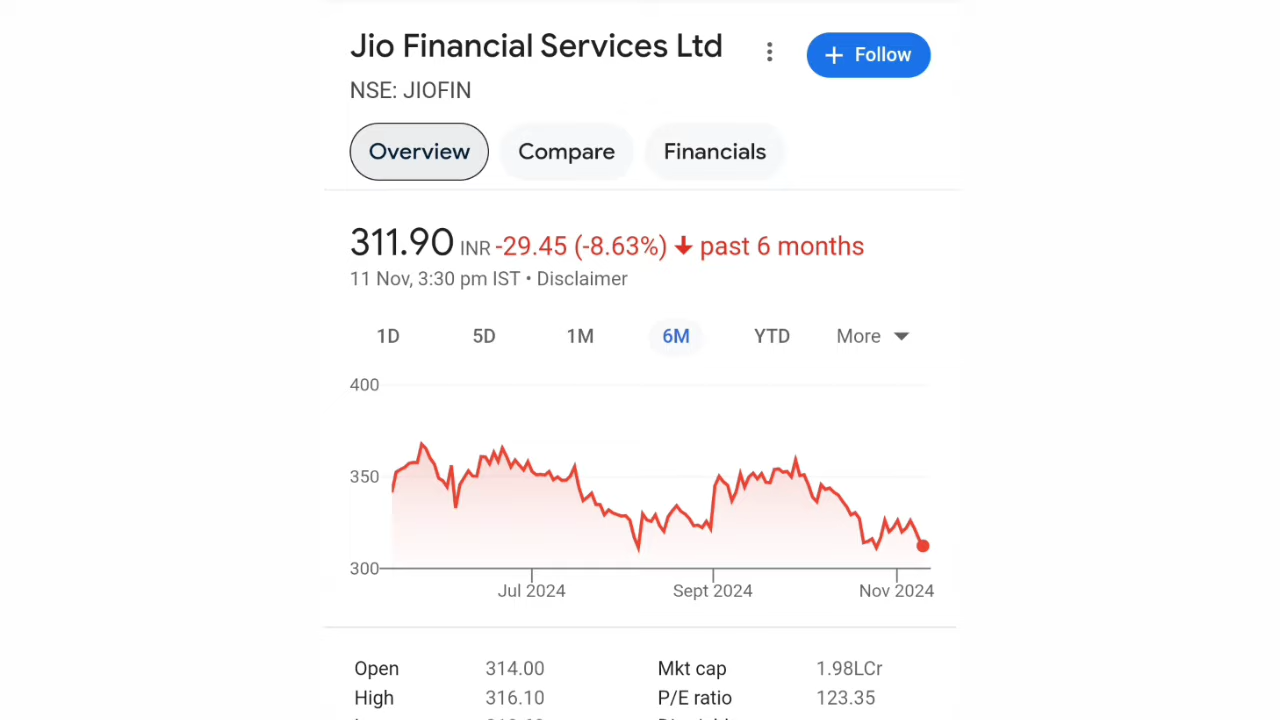 Jio Financial Services Ltd
+ Follow
NSE: JIOFIN
Overview Compare Financials
311.90 INR -29.45 (-8.63%) ↓ past 6 months
11 Nov, 3:30 pm IST • Disclaimer
1D 5D 1M 6M YTD More
400
350
300
Jul 2024 Sept 2024 Nov 2024
Open 314.00 Mkt cap 1.98LCr
High 316.10 P/E ratio 123.35